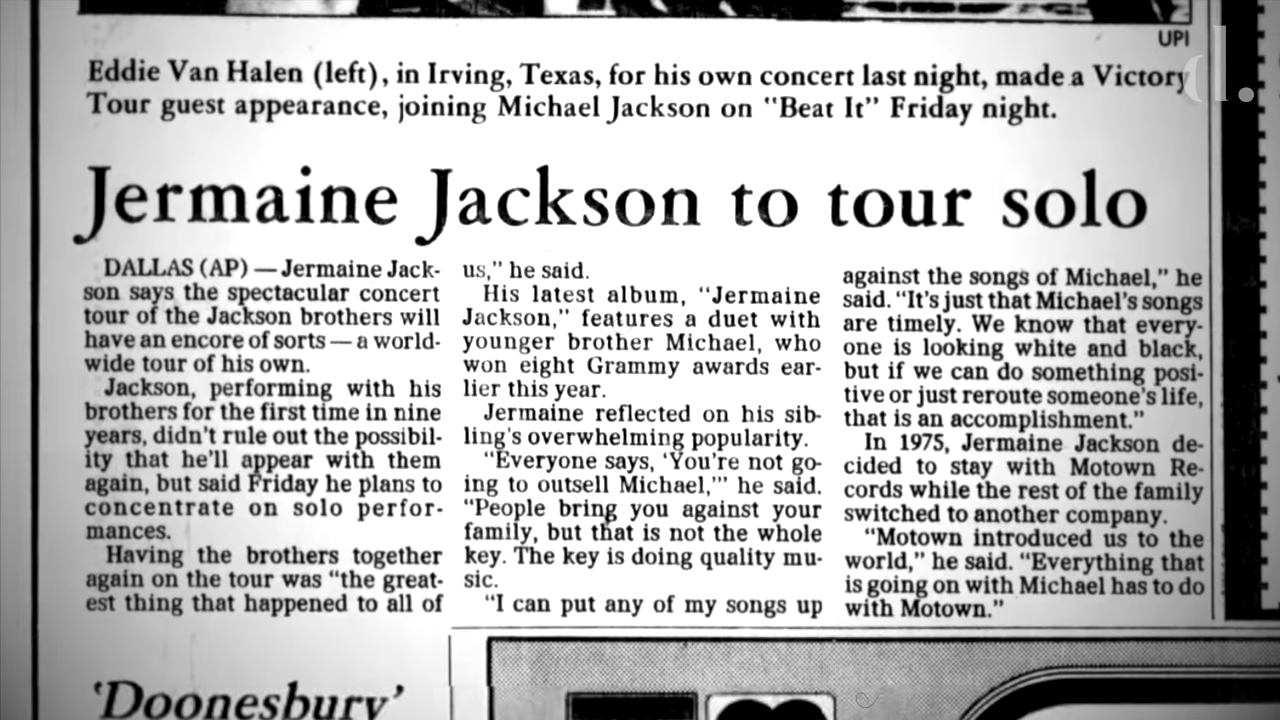 UPI
d.
Eddie Van Halen (left), in Irving, Texas, for his own concert last night, made a Victory
Tour guest appearance, joining Michael Jackson on "Beat It" Friday night.
Jermaine Jackson to tour solo
DALLAS (AP) — Jermaine Jack-
son says the spectacular concert
tour of the Jackson brothers will
have an encore of sorts — a world-
wide tour of his own.
Jackson, performing with his
brothers for the first time in nine
years, didn't rule out the possibil-
ity that he'll appear with them
again, but said Friday he plans to
concentrate on solo perfor-
mances.
Having the brothers together
again on the tour was "the great-
est thing that happened to all of
us," he said.
His latest album, "Jermaine
Jackson," features a duet with
younger brother Michael, who
won eight Grammy awards ear-
lier this year.
Jermaine reflected on his sib-
ling's overwhelming popularity.
"Everyone says, 'You're not go-
ing to outsell Michael,'" he said.
"People bring you against your
family, but that is not the whole
key. The key is doing quality mu-
sic.
"I can put any of my songs up
against the songs of Michael," he
said. "It's just that Michael's songs
are timely. We know that every-
one is looking white and black,
but if we can do something posi-
tive or just reroute someone's life,
that is an accomplishment."
In 1975, Jermaine Jackson de-
cided to stay with Motown Re-
cords while the rest of the family
switched to another company.
"Motown introduced us to the
world," he said. "Everything that
is going on with Michael has to do
with Motown."
'Doonesbury'